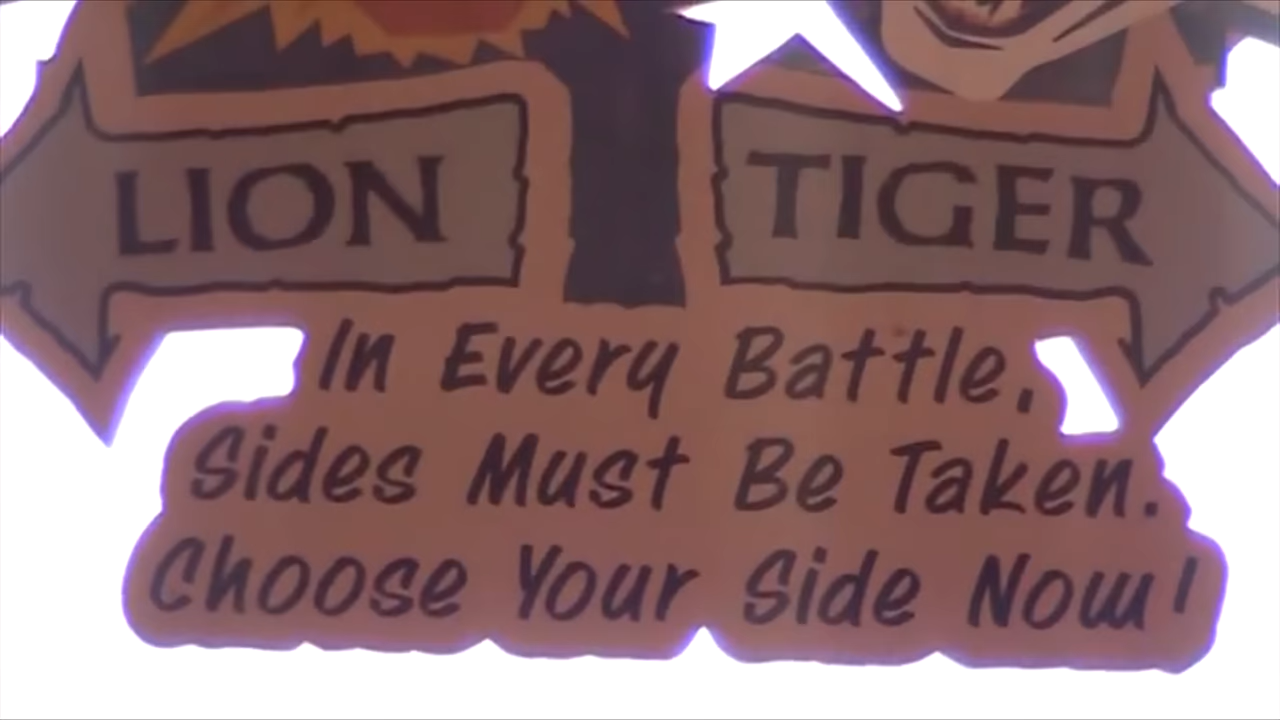 LION TIGER
In Every Battle,
Sides Must Be Taken.
Choose Your Side Now!